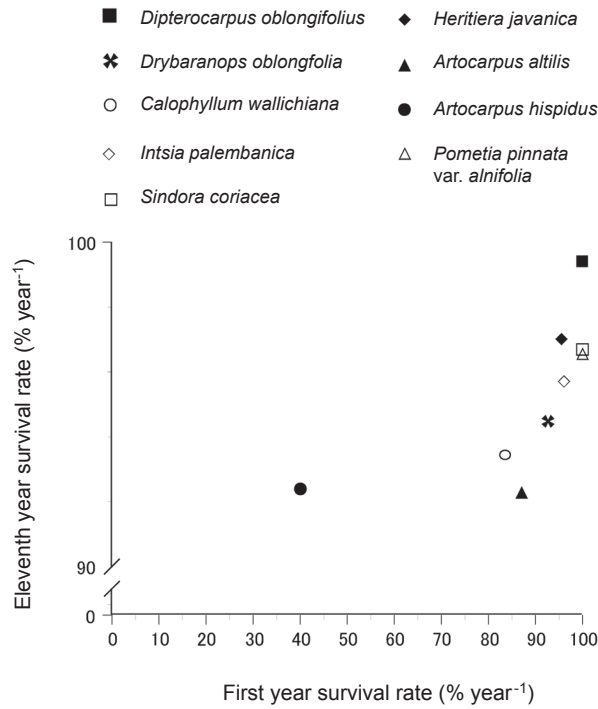 Dipterocarpus oblongifolius
Heritiera javanica
Drybaranops oblongfolia
Artocarpus altilis
Calophyllum wallichiana
Artocarpus hispidus
Intsia palembanica
Pometia pinnata
var. alnifolia
Sindora coriacea
100
90
0
Eleventh year survival rate (% year⁻¹)
0 10 20 30 40 50 60 70 80 90 100
First year survival rate (% year⁻¹)